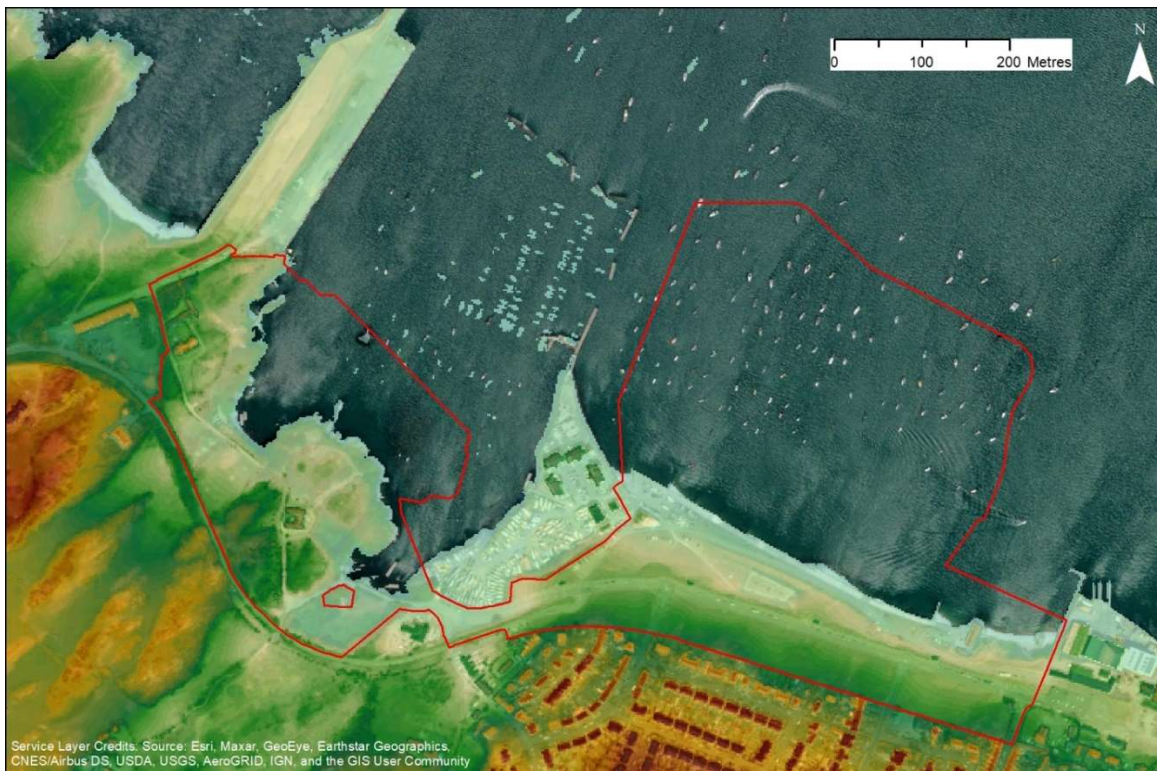 N
0 100 200 Metres
Service Layer Credits: Source: Esri, Maxar, GeoEye, Earthstar Geographics,
CNES/Airbus DS, USDA, USGS, AeroGRID, IGN, and the GIS User Community